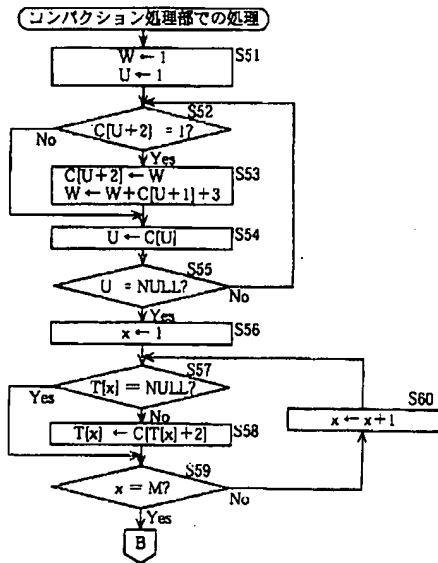 コンパクション処理部での処理
W ← 1
U ← 1
S51
S52
C[U+2] = 1?
No
Yes
C[U+2] ← W
W ← W+C[U+1]+3
S53
U ← C[U]
S54
S55
U = NULL?
No
Yes
x ← 1
S56
S57
T[x] = NULL?
Yes
No
T[x] ← C[T[x]+2]
S58
x ← x+1
S60
S59
x = M?
No
Yes
B